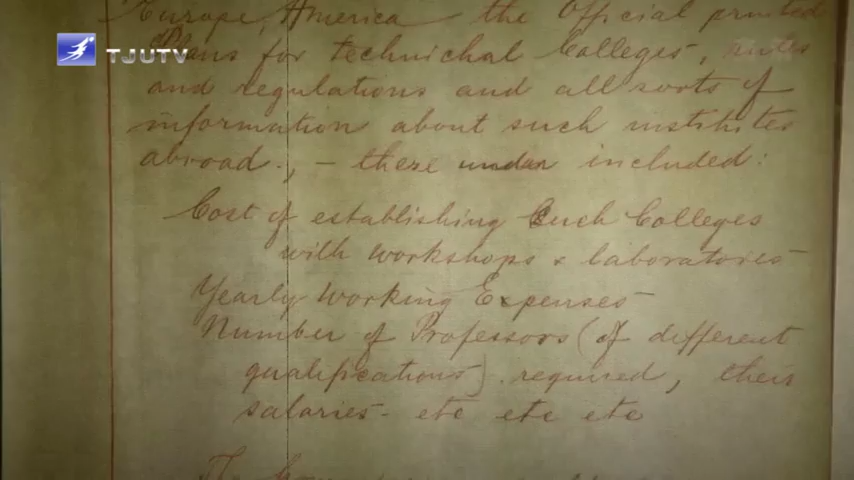 Europe, America the Official printed
TJUTV
Plans for technichal Colleges, rules
and regulations and all sorts of
information about such institutes
abroad., – there under included:
Cost of establishing Such Colleges
with workshops & laboratories
Yearly Working Expenses
Number of Professors (of different
qualifications) required, their
salaries - etc etc etc